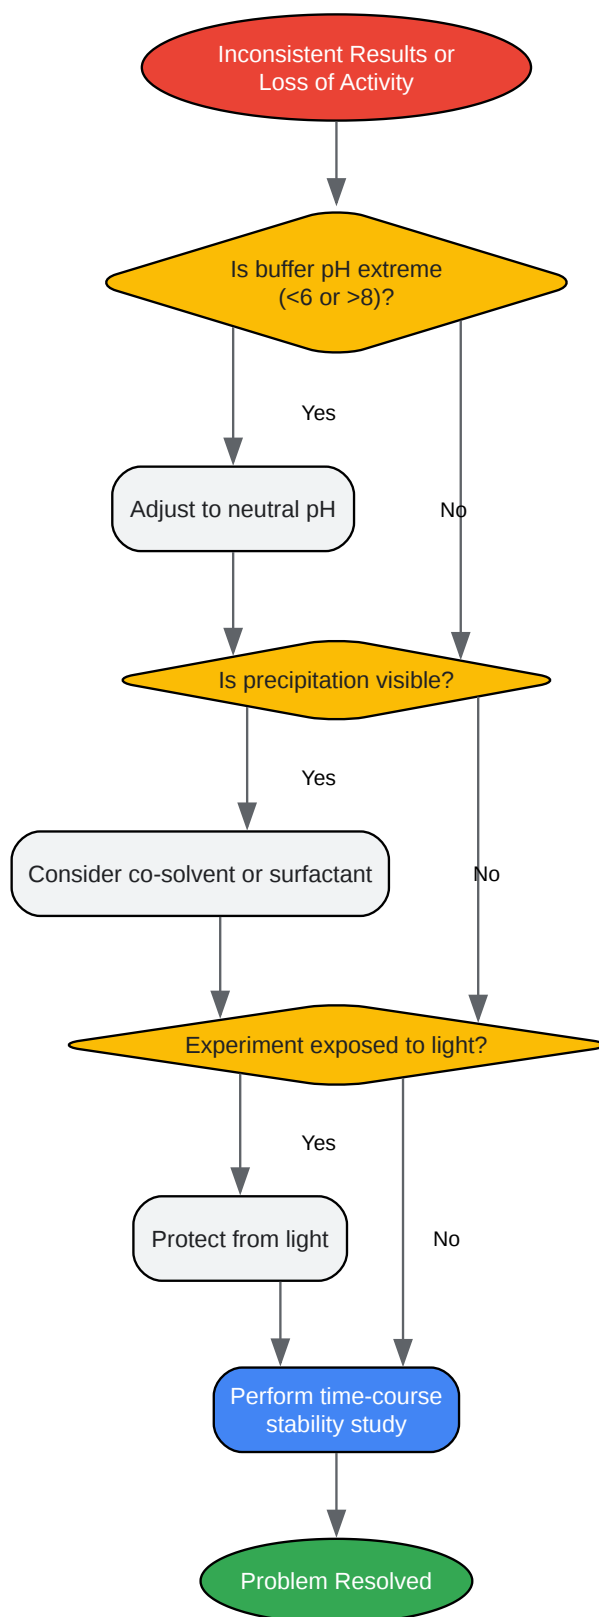 Inconsistent Results or
Loss of Activity
Is buffer pH extreme
(<6 or >8)?
Yes
Adjust to neutral pH
No
Is precipitation visible?
Yes
Consider co-solvent or surfactant
No
Experiment exposed to light?
Yes
Protect from light
No
Perform time-course
stability study
Problem Resolved